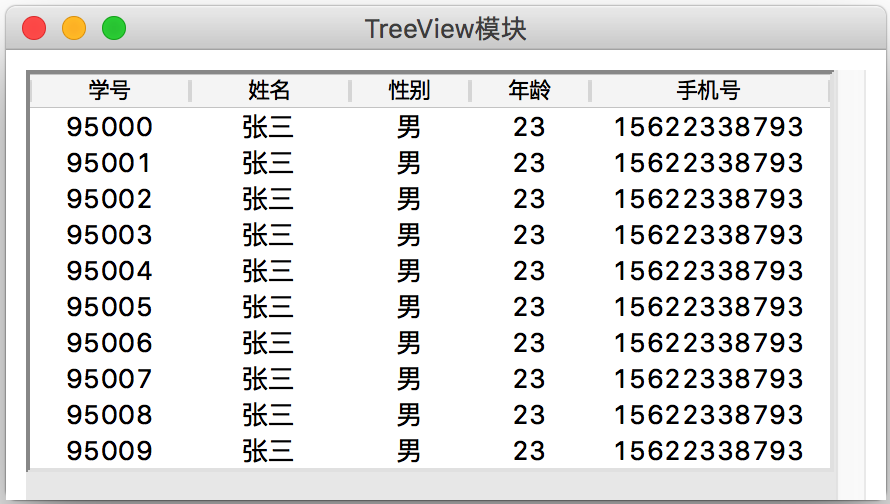 TreeView模块
学号 姓名 性别 年龄 手机号
95000 张三 男 23 15622338793
95001 张三 男 23 15622338793
95002 张三 男 23 15622338793
95003 张三 男 23 15622338793
95004 张三 男 23 15622338793
95005 张三 男 23 15622338793
95006 张三 男 23 15622338793
95007 张三 男 23 15622338793
95008 张三 男 23 15622338793
95009 张三 男 23 15622338793